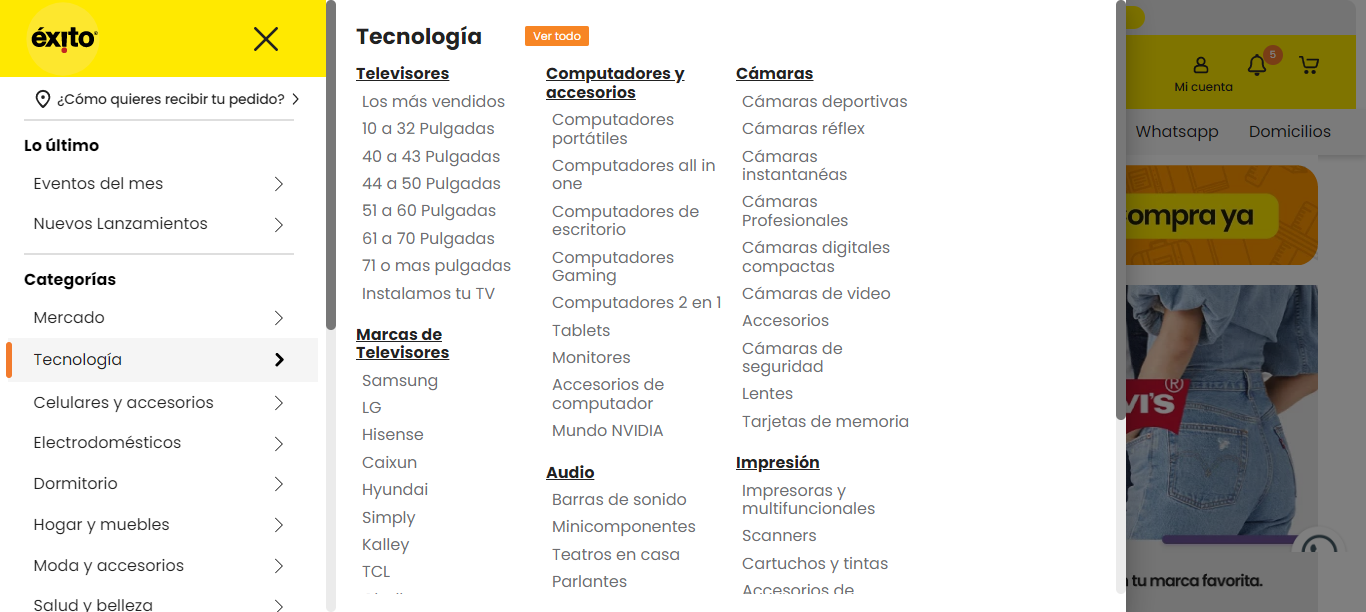 éxito
¿Cómo quieres recibir tu pedido?
Lo último
Eventos del mes
Nuevos Lanzamientos
Categorías
Mercado
Tecnología
Celulares y accesorios
Electrodomésticos
Dormitorio
Hogar y muebles
Moda y accesorios
Salud y belleza
Tecnología
Ver todo
Televisores
Los más vendidos
10 a 32 Pulgadas
40 a 43 Pulgadas
44 a 50 Pulgadas
51 a 60 Pulgadas
61 a 70 Pulgadas
71 o mas pulgadas
Instalamos tu TV
Marcas de
Televisores
Samsung
LG
Hisense
Caixun
Hyundai
Simply
Kalley
TCL
Computadores y
accesorios
Computadores
portátiles
Computadores all in
one
Computadores de
escritorio
Computadores
Gaming
Computadores 2 en 1
Tablets
Monitores
Accesorios de
computador
Mundo NVIDIA
Audio
Barras de sonido
Minicomponentes
Teatros en casa
Parlantes
Cámaras
Cámaras deportivas
Cámaras réflex
Cámaras
instantanéas
Cámaras
Profesionales
Cámaras digitales
compactas
Cámaras de video
Accesorios
Cámaras de
seguridad
Lentes
Tarjetas de memoria
Impresión
Impresoras y
multifuncionales
Scanners
Cartuchos y tintas
Accesorios de
5
Mi cuenta
Whatsapp
Domicilios
ompra ya
VI'S
®
tu marca favorita.